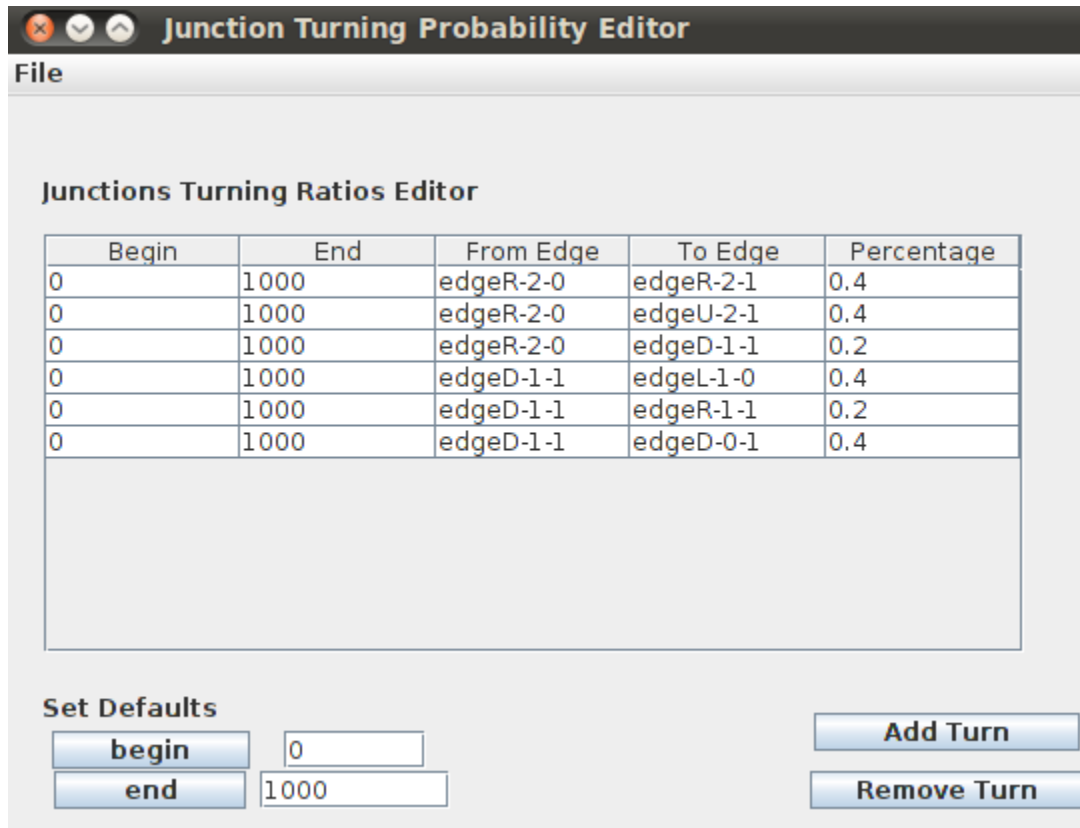 Junction Turning Probability Editor
File
Junctions Turning Ratios Editor
Begin End From Edge To Edge Percentage
0 1000 edgeR-2-0 edgeR-2-1 0.4
0 1000 edgeR-2-0 edgeU-2-1 0.4
0 1000 edgeR-2-0 edgeD-1-1 0.2
0 1000 edgeD-1-1 edgeL-1-0 0.4
0 1000 edgeD-1-1 edgeR-1-1 0.2
0 1000 edgeD-1-1 edgeD-0-1 0.4
Set Defaults
begin 0 Add Turn
end 1000 Remove Turn